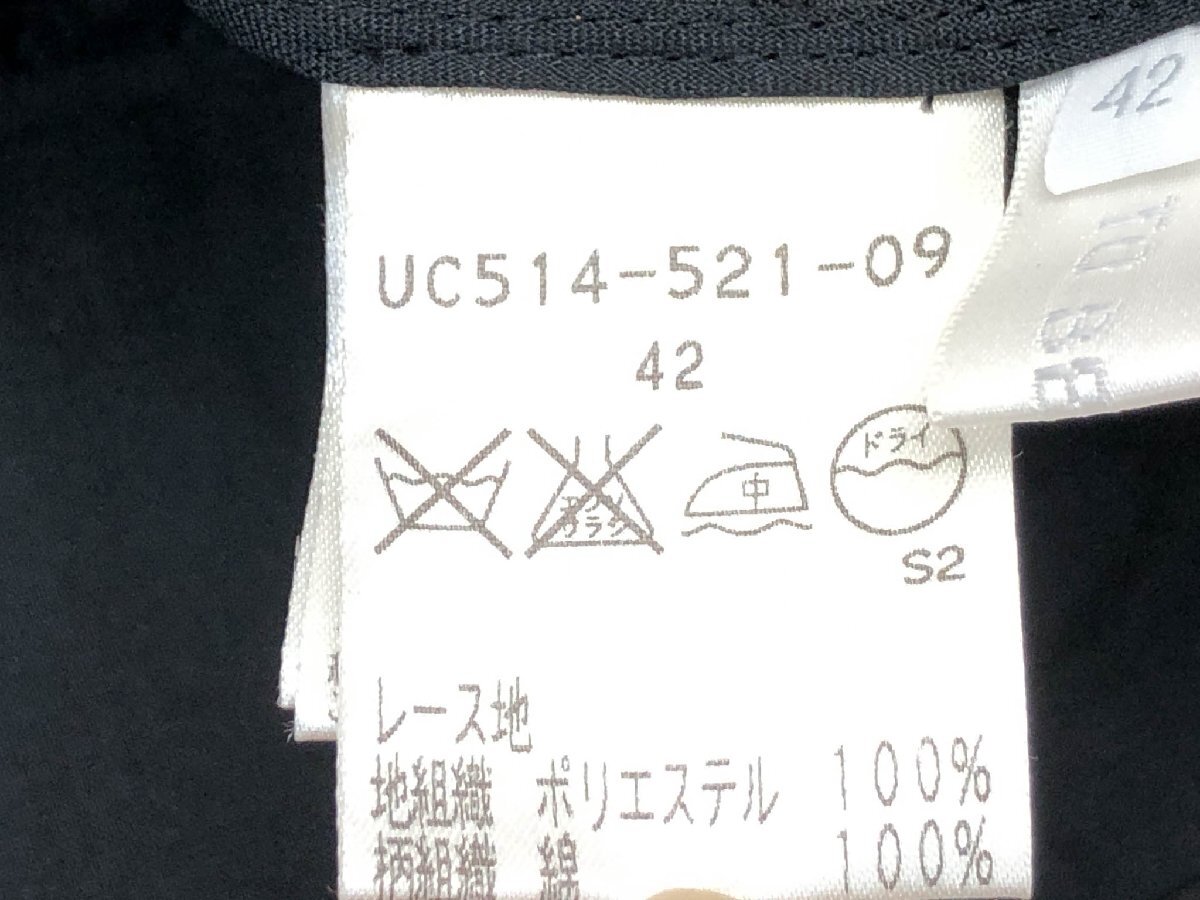 UC514-521-09
42
中
ドライ
S2
レース地
地組織 ポリエステル 100%
柄組織 綿 100%
42